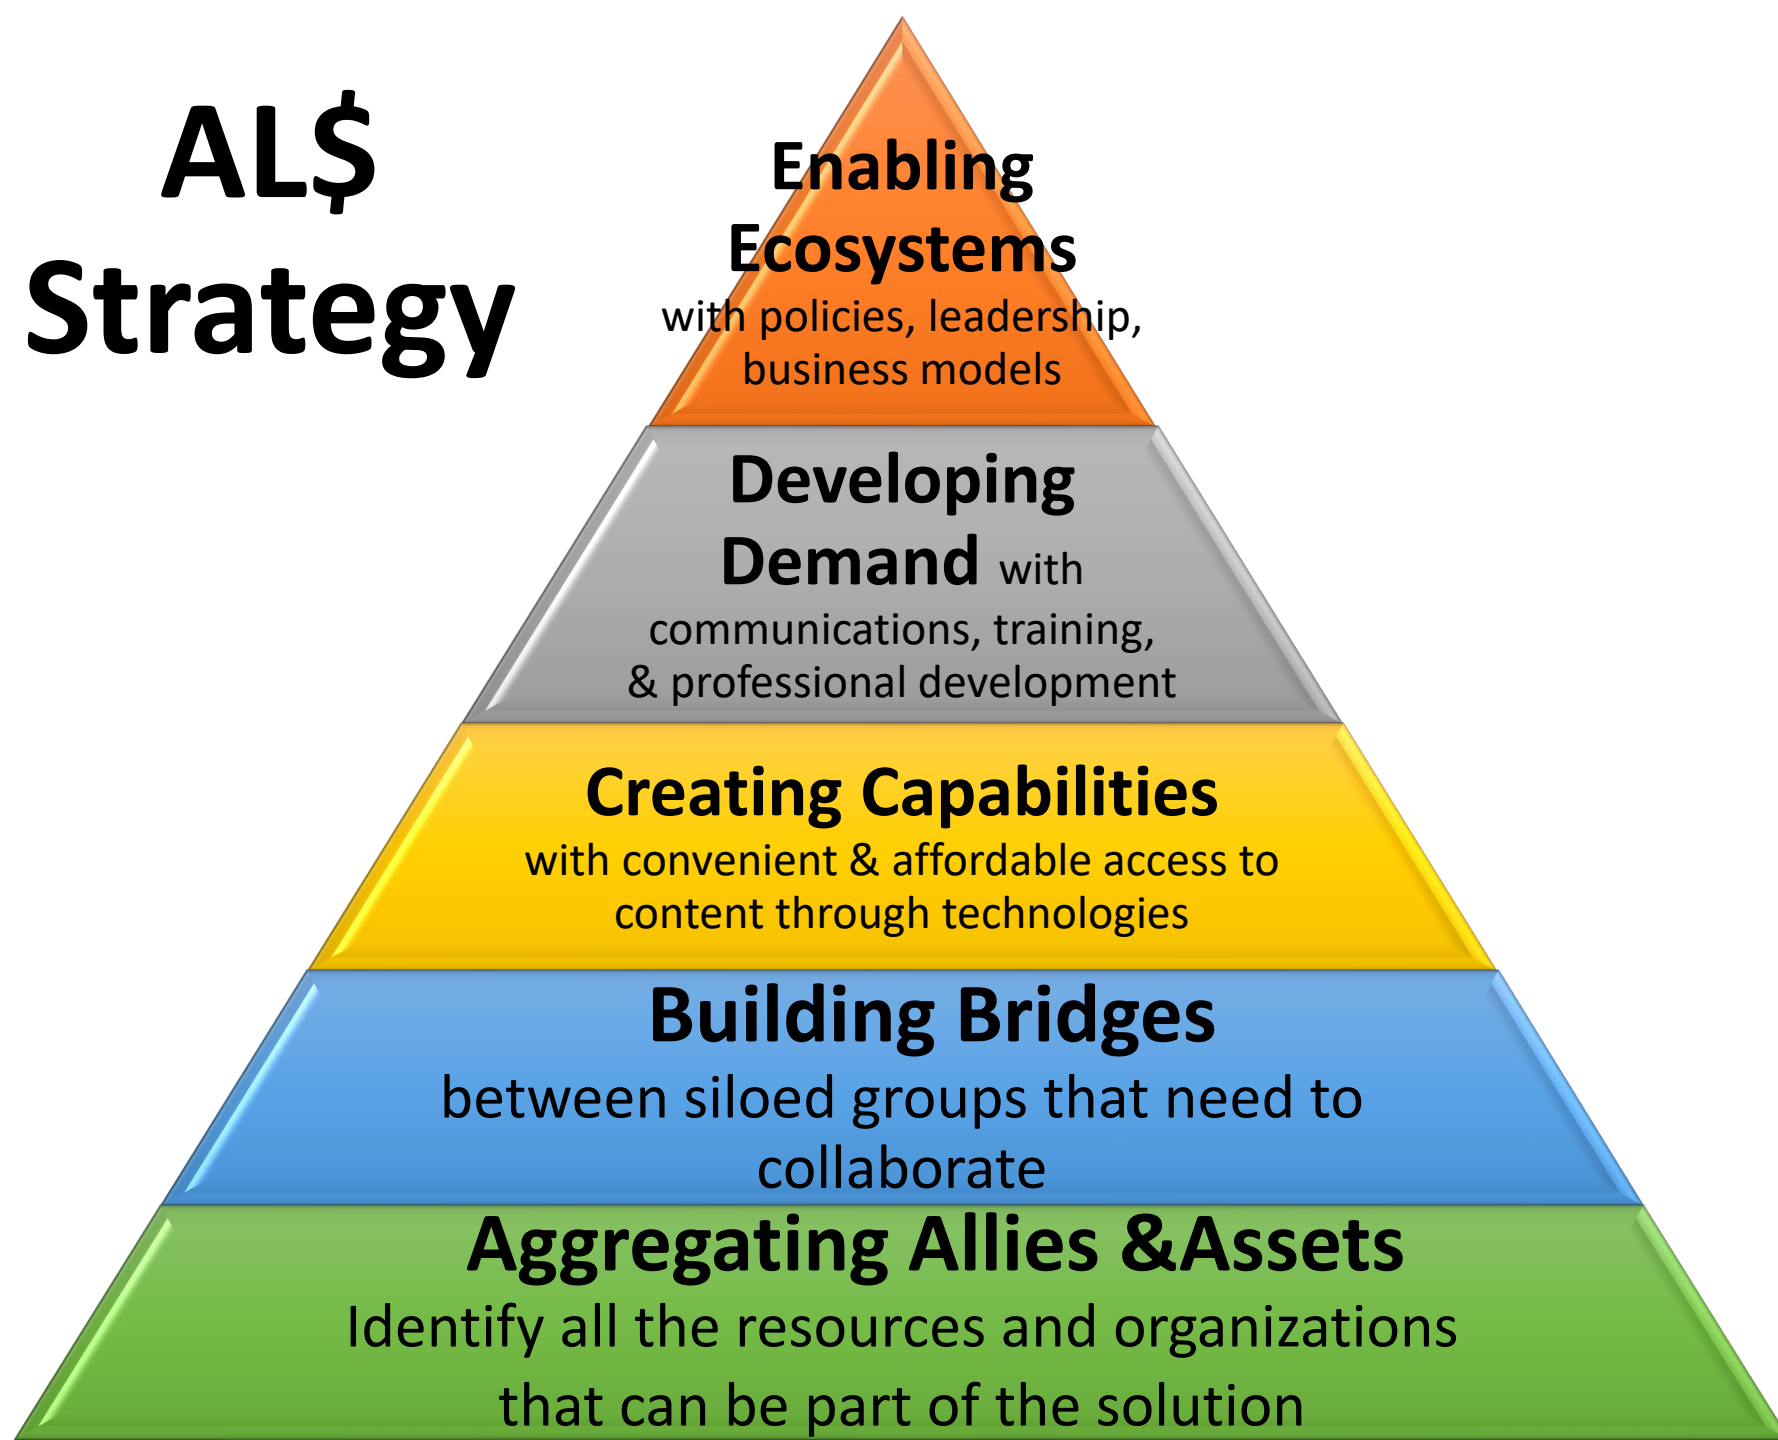 AL$
Strategy
Enabling
Ecosystems
with policies, leadership,
business models
Developing
Demand with
communications, training,
& professional development
Creating Capabilities
with convenient & affordable access to
content through technologies
Building Bridges
between siloed groups that need to
collaborate
Aggregating Allies &Assets
Identify all the resources and organizations
that can be part of the solution